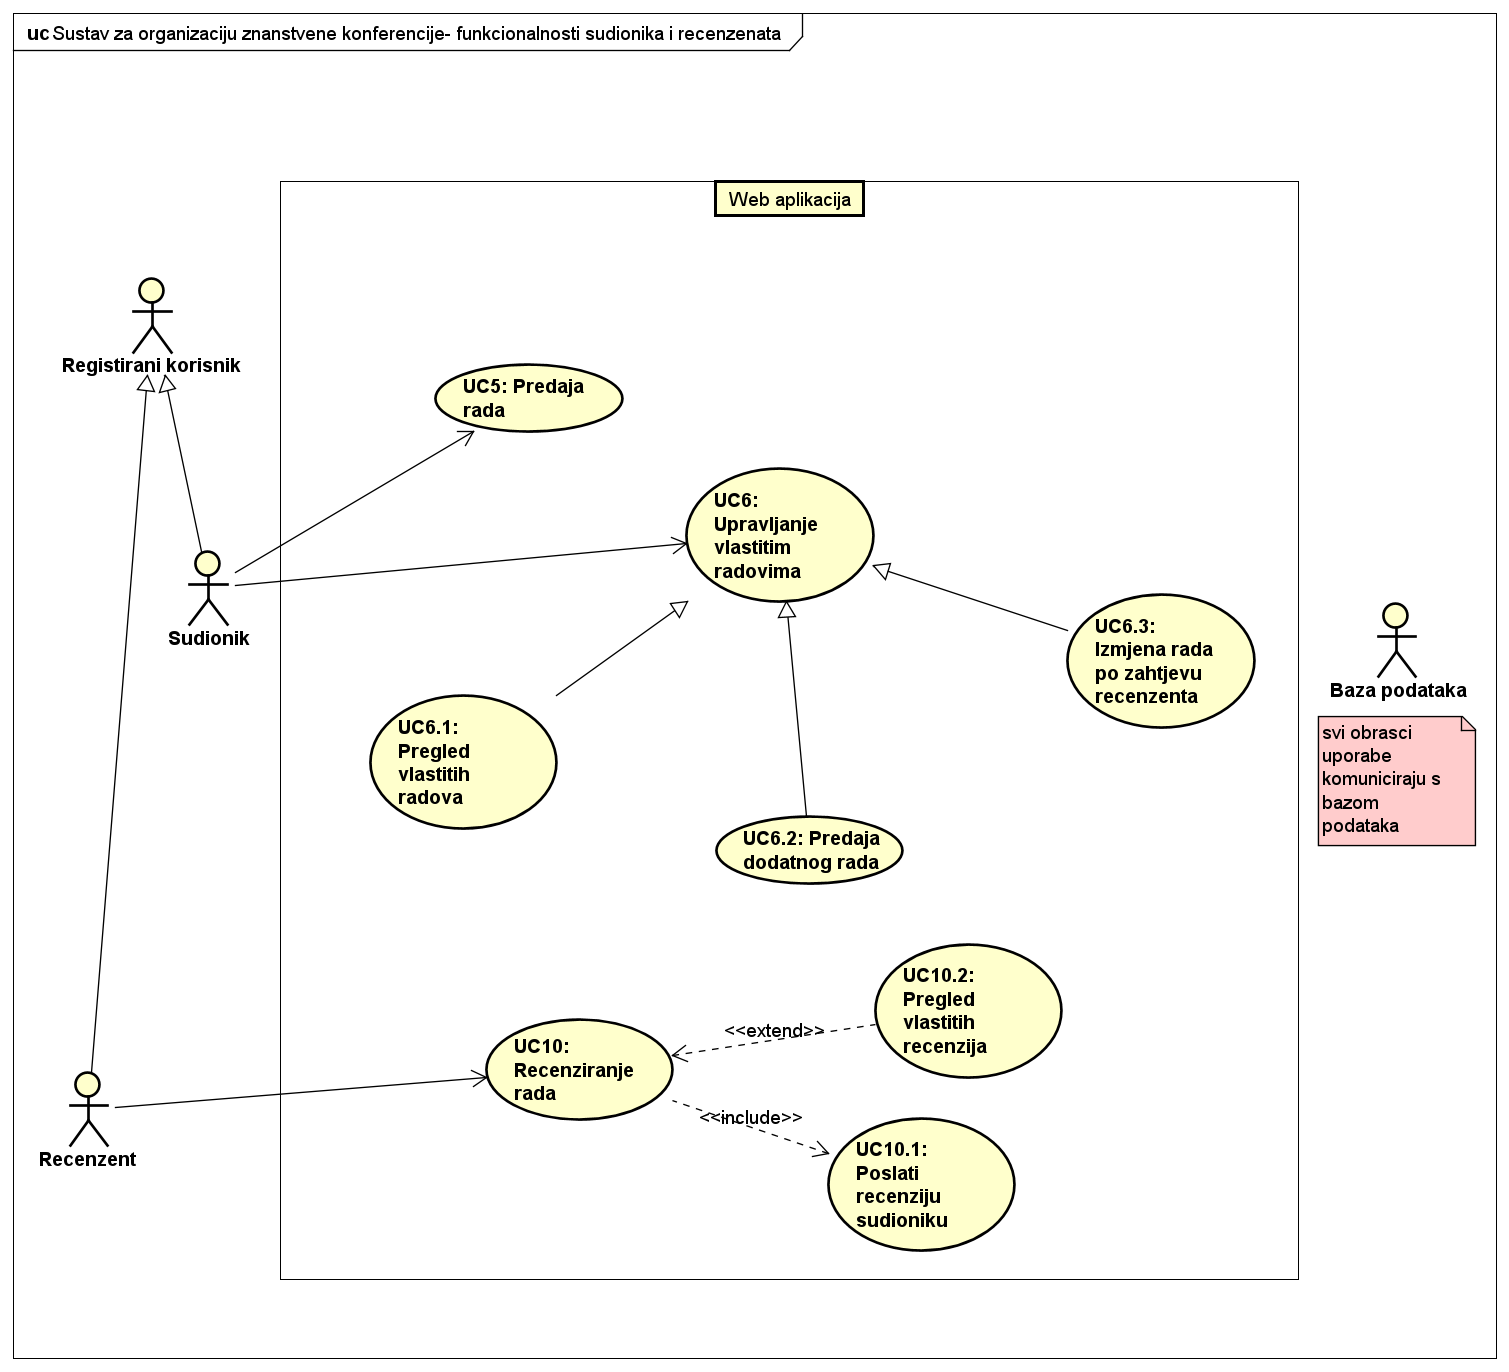 uc Sustav za organizaciju znanstvene konferencije- funkcionalnosti sudionika i recenzenata
Web aplikacija
Registirani korisnik
UC5: Predaja
rada
UC6:
Upravljanje
vlastitim
radovima
Sudionik
UC6.3:
Izmjena rada
po zahtjevu
recenzenta
Baza podataka
svi obrasci
uporabe
komuniciraju s
bazom
podataka
UC6.1:
Pregled
vlastitih
radova
UC6.2: Predaja
dodatnog rada
UC10.2:
Pregled
vlastitih
recenzija
<<extend>>
UC10:
Recenziranje
rada
<<include>>
Recenzent
UC10.1:
Poslati
recenziju
sudioniku